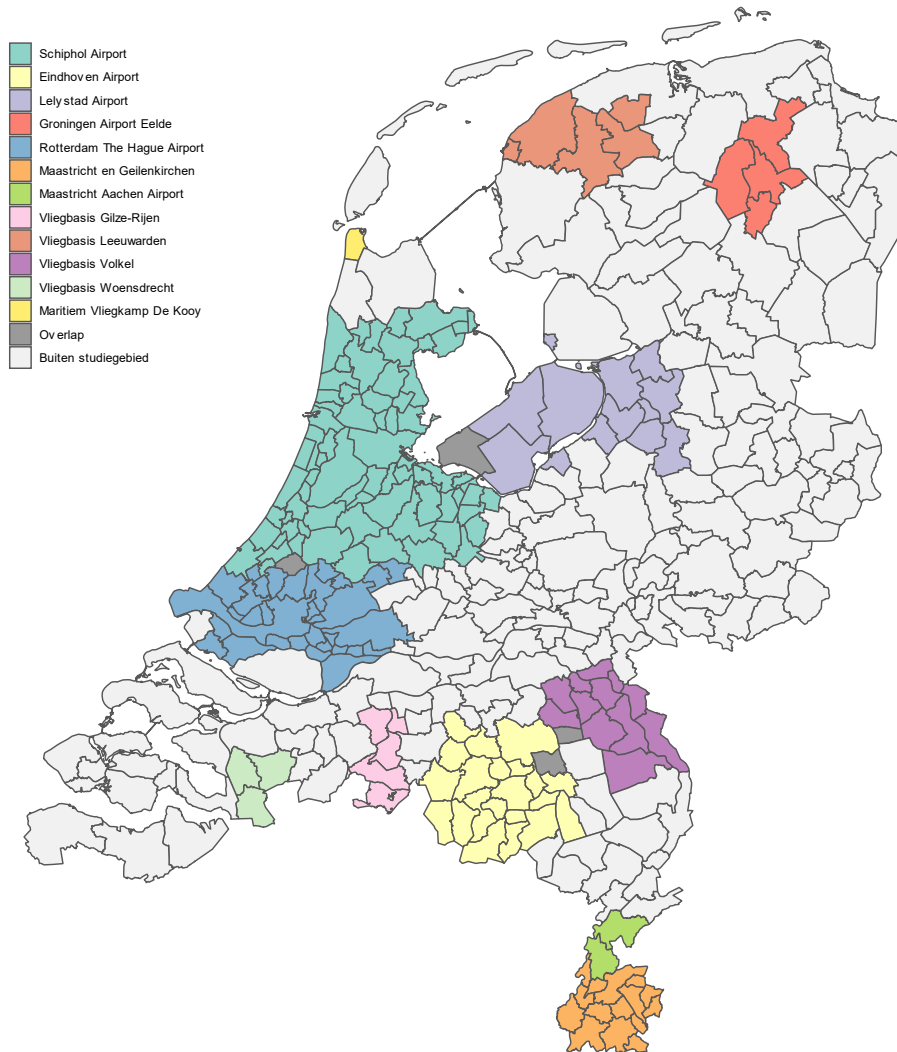 Schiphol Airport
Eindhoven Airport
Lelystad Airport
Groningen Airport Eelde
Rotterdam The Hague Airport
Maastricht en Geilenkirchen
Maastricht Aachen Airport
Vliegbasis Gilze-Rijen
Vliegbasis Leeuwarden
Vliegbasis Volkel
Vliegbasis Woensdrecht
Maritiem Vliegkamp De Kooy
Overlap
Buiten studiegebied